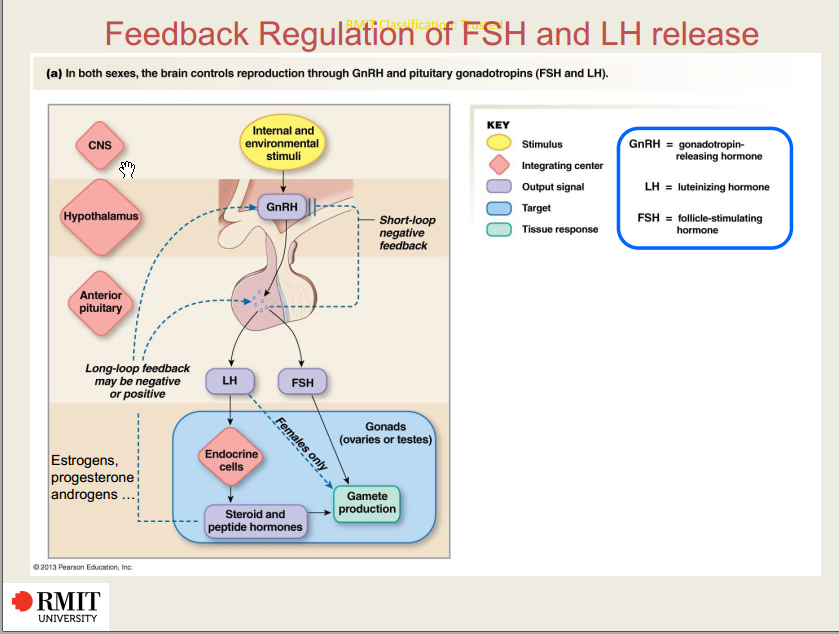 RMIT Classification: Trusted
Feedback Regulation of FSH and LH release
(a) In both sexes, the brain controls reproduction through GnRH and pituitary gonadotropins (FSH and LH).
CNS
Internal and
environmental
stimuli
Hypothalamus
GnRH
Short-loop
negative
feedback
Anterior
pituitary
Long-loop feedback
may be negative
or positive
LH
FSH
Gonads
(ovaries or testes)
Females only
Endocrine
cells
Estrogens,
progesterone
androgens ...
Gamete
production
Steroid and
peptide hormones
KEY
Stimulus
Integrating center
Output signal
Target
Tissue response
GnRH = gonadotropin-
releasing hormone
LH = luteinizing hormone
FSH = follicle-stimulating
hormone
© 2013 Pearson Education, Inc.
RMIT
UNIVERSITY